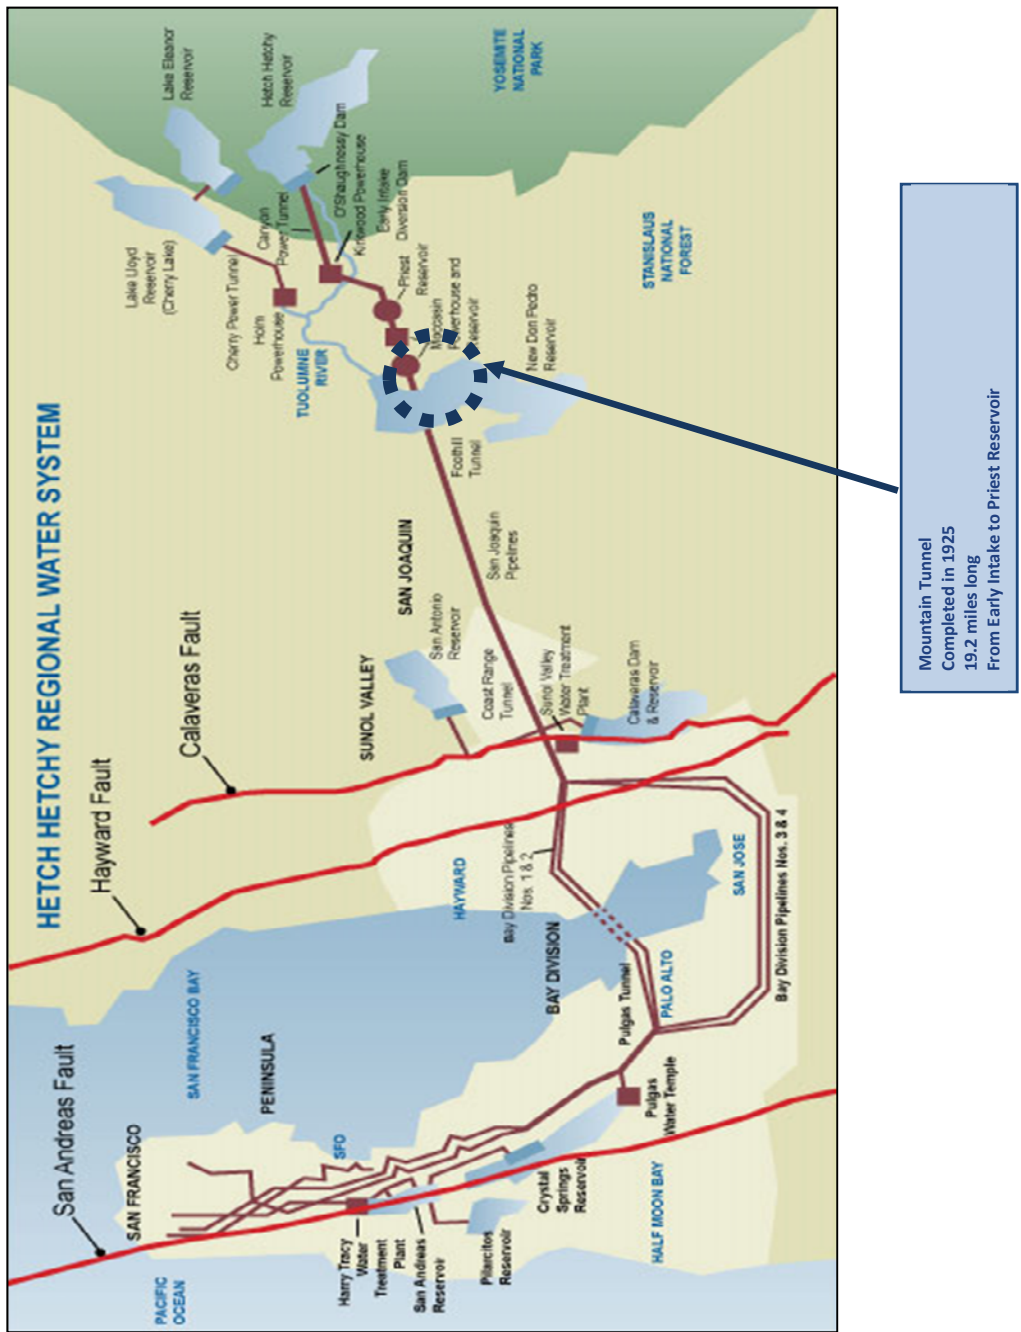 HETCH HETCHY REGIONAL WATER SYSTEM
San Andreas Fault
Hayward Fault
Calaveras Fault
PACIFIC
OCEAN
SAN FRANCISCO
SAN FRANCISCO BAY
PENINSULA
SFO
Harry Tracy
Water
Treatment
Plant
San Andreas
Reservoir
Pilarcitos
Reservoir
Crystal
Springs
Reservoir
HALF MOON BAY
Pulgas
Water Temple
Pulgas Tunnel
PALO ALTO
BAY DIVISION
Bay Division Pipelines
Nos. 1 & 2
Bay Division Pipelines Nos. 3 & 4
SAN JOSE
HAYWARD
SUNOL VALLEY
San Antonio
Reservoir
Coast Range
Tunnel
Sunol Valley
Water Treatment
Plant
Calaveras Dam
& Reservoir
SAN JOAQUIN
San Joaquin
Pipelines
Foothill
Tunnel
New Don Pedro
Reservoir
TUOLUMNE
RIVER
Moccasin
Powerhouse and
Reservoir
Priest
Reservoir
Holm
Powerhouse
Cherry Power Tunnel
Lake Lloyd
Reservoir
(Cherry Lake)
Canyon
Power Tunnel
Early Intake
Diversion Dam
Kirkwood Powerhouse
O'Shaughnessy Dam
Lake Eleanor
Reservoir
Hetch Hetchy
Reservoir
STANISLAUS
NATIONAL
FOREST
YOSEMITE
NATIONAL
PARK
Mountain Tunnel
Completed in 1925
19.2 miles long
From Early Intake to Priest Reservoir